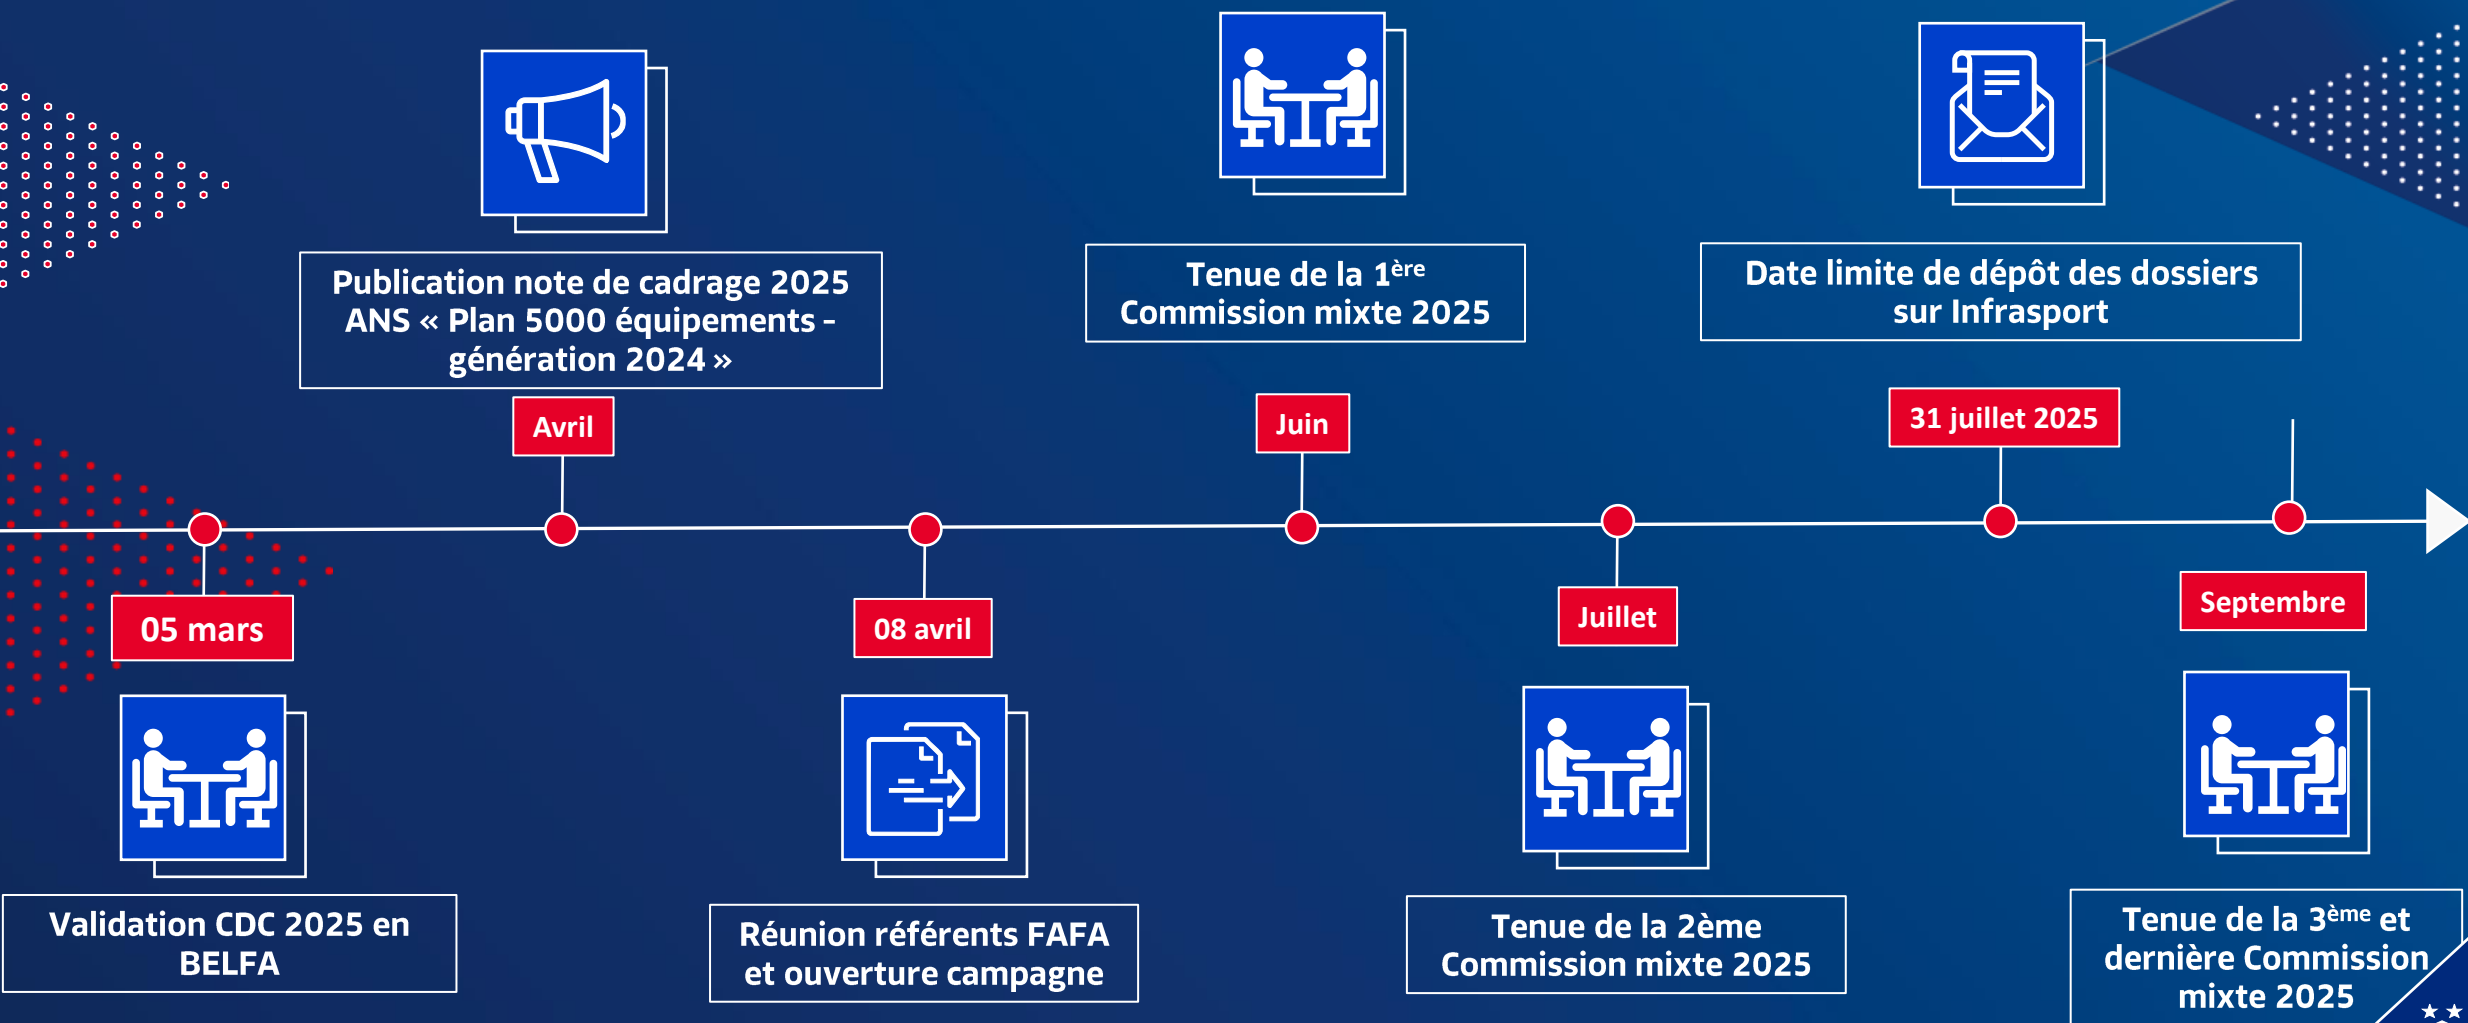 Publication note de cadrage 2025
ANS « Plan 5000 équipements -
génération 2024 »
Avril
Tenue de la 1ère
Commission mixte 2025
Juin
Date limite de dépôt des dossiers
sur Infrasport
31 juillet 2025
05 mars
Validation CDC 2025 en
BELFA
08 avril
Réunion référents FAFA
et ouverture campagne
Juillet
Tenue de la 2ème
Commission mixte 2025
Septembre
Tenue de la 3ème et
dernière Commission
mixte 2025